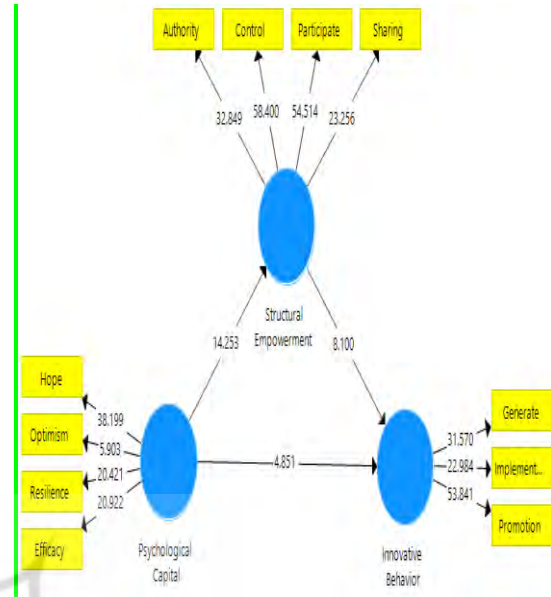 Authority
Control
Participate
Sharing
32.849
58.400
54.514
23.256
Structural
Empowerment
14.253
8.100
Hope
Optimism
Resilience
Efficacy
38.199
5.903
20.421
20.922
Psychological
Capital
4.851
Innovative
Behavior
31.570
22.984
53.841
Generate
Implement...
Promotion